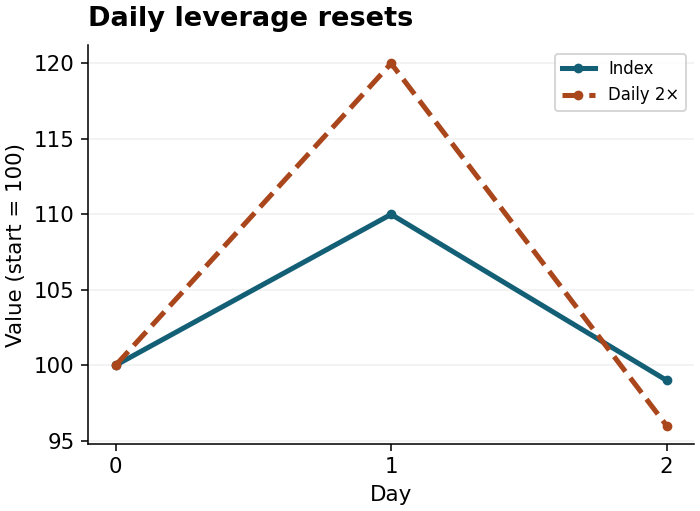 Daily leverage resets
Value (start = 100)
120
115
110
105
100
95
Index
Daily 2×
0 1 2
Day